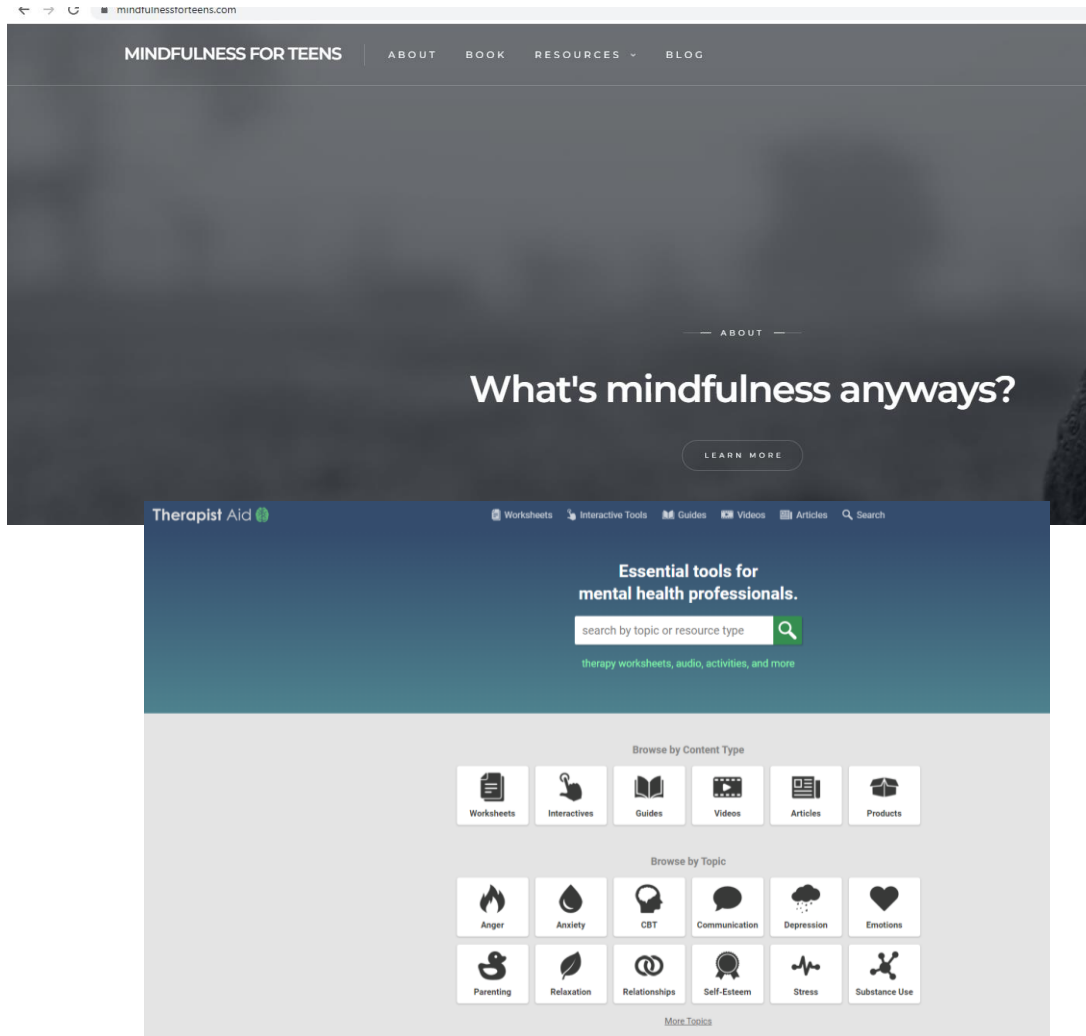 mindfulnessforteens.com
MINDFULNESS FOR TEENS ABOUT BOOK RESOURCES BLOG
ABOUT
What's mindfulness anyways?
LEARN MORE
Therapist Aid Worksheets Interactive Tools Guides Videos Articles Search
Essential tools for
mental health professionals.
search by topic or resource type
therapy worksheets, audio, activities, and more
Browse by Content Type
Worksheets Interactives Guides Videos Articles Products
Browse by Topic
Anger Anxiety CBT Communication Depression Emotions
Parenting Relaxation Relationships Self-Esteem Stress Substance Use
More Topics